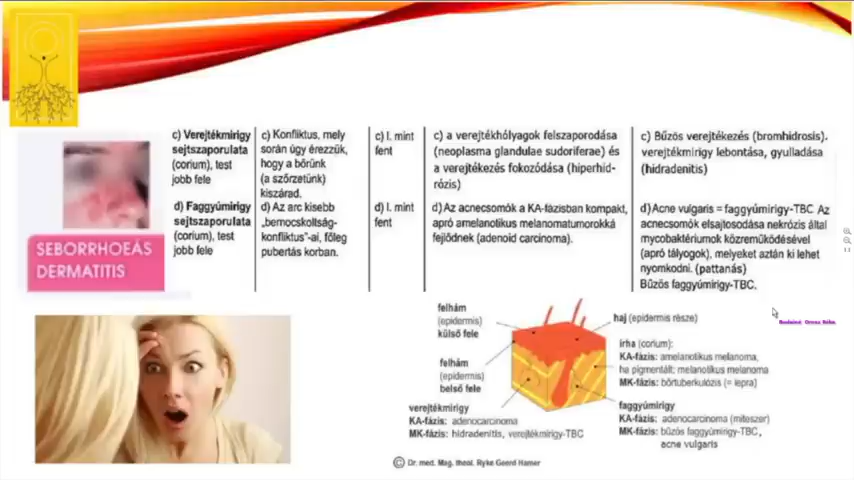 SEBORRHOEÁS
DERMATITIS
c) Verejtékmirigy
sejtszaporulata
(corium), test
jobb fele
d) Faggyúmirigy
sejtszaporulata
(corium), test
jobb fele
c) Konfliktus, mely
során úgy érezzük,
hogy a bőrünk
(a szőrzetünk)
kiszárad.
d) Az arc kisebb
„bemocskoltság-
konfliktus"-ai, főleg
pubertás korban.
c) l. mint
fent
d) l. mint
fent
c) a verejtékhólyagok felszaporodása
(neoplasma glandulae sudoriferae) és
a verejtékezés fokozódása (hiperhid-
rózis)
d) Az acnecsomók a KA-fázisban kompakt,
apró amelanotikus melanomatumorokká
fejlődnek (adenoid carcinoma).
c) Bűzös verejtékezés (bromhidrosis).
verejtékmirigy lebontása, gyulladása
(hidradenitis)
d) Acne vulgaris = faggyúmirigy-TBC Az
acnecsomók elsajtosodása nekrózis által
mycobaktériumok közreműködésével
(apró tályogok), melyeket aztán ki lehet
nyomkodni. (pattanás)
Bűzös faggyúmirigy-TBC.
felhám
(epidermis)
külső fele
felhám
(epidermis)
belső fele
verejtékmirigy
KA-fázis: adenocarcinoma
MK-fázis: hidradenitis, verejtékmirigy-TBC
haj (epidermis része)
irha (corium):
KA-fázis: amelanotikus melanoma,
ha pigmentált: melanotikus melanoma
MK-fázis: bőrtuberkulózis (= lepra)
faggyúmirigy
KA-fázis: adenocarcinoma (miteszer)
MK-fázis: bűzös faggyúmirigy-TBC,
acne vulgaris
© Dr. med. Mag. theol. Ryke Geerd Hamer